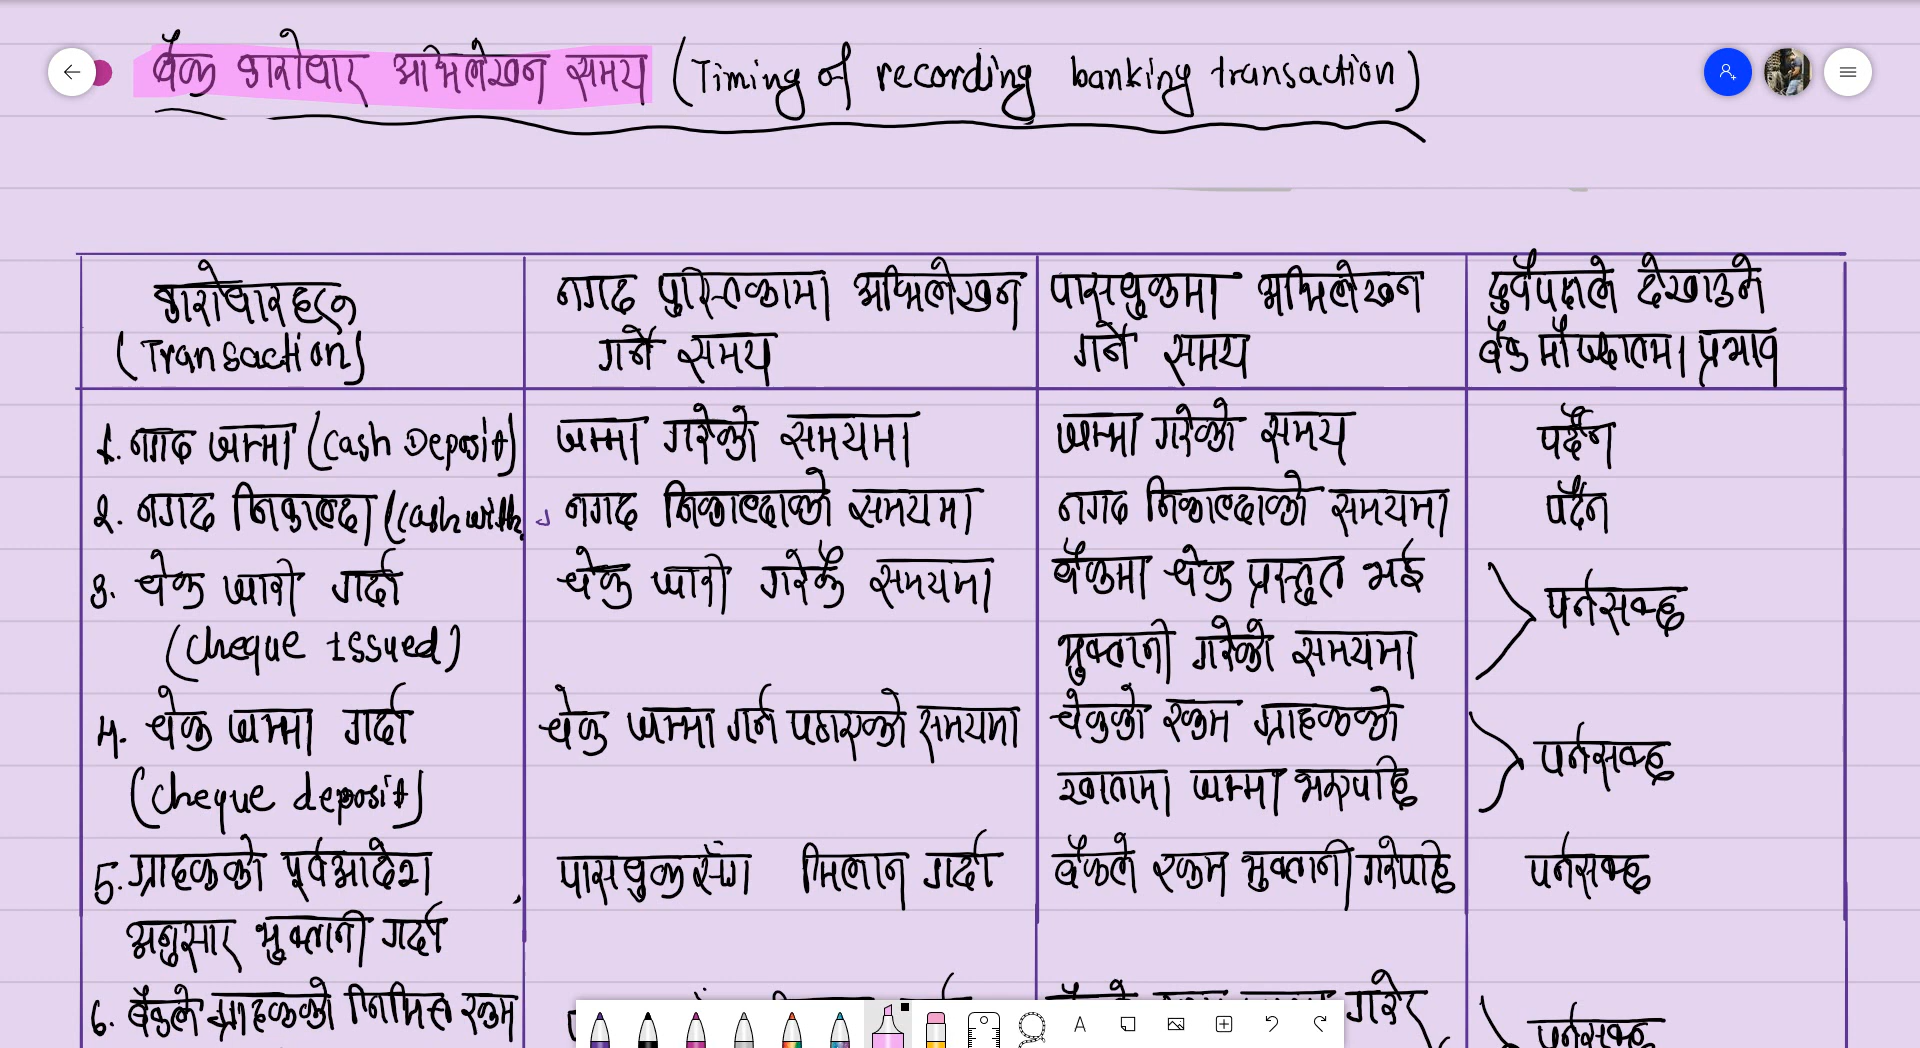 बैंक कारोवार अभिलेखन समय (Timing of recording banking transaction)
कारोवारहरू
(Transaction)
नगद पुस्तिकामा अभिलेखन
गर्ने समय
पासवुकमा अभिलेखन
गर्ने समय
दुवैपक्षले देखाउने
बैंक मौज्दातमा प्रभाव
1. नगद जम्मा (Cash Deposit)
जम्मा गरेको समयमा
जम्मा गरेको समय
पर्दैन
2. नगद निकाल्दा (Cash with.
नगद निकाल्दाको समयमा
नगद निकाल्दाको समयमा
पर्दैन
3. चेक जारी गर्दा
(Cheque Issued)
चेक जारी गरेकै समयमा
बैंकमा चेक प्रस्तुत भई
भुक्तानी गरेको समयमा
पर्नसक्छ
4. चेक जम्मा गर्दा
(Cheque deposit)
चेक जम्मा गर्न पठाएको समयमा
चेकको रकम ग्राहकको
खातामा जम्मा भएपछि
पर्नसक्छ
5. ग्राहकको पूर्वआदेश
अनुसार भुक्तानी गर्दा
पासवुकसँग मिलान गर्दा
बैंकले रकम भुक्तानी गरेपछि
पर्नसक्छ
6. बैंकले ग्राहकको निमित्त रकम
गरेर
पर्नसक्छ
A